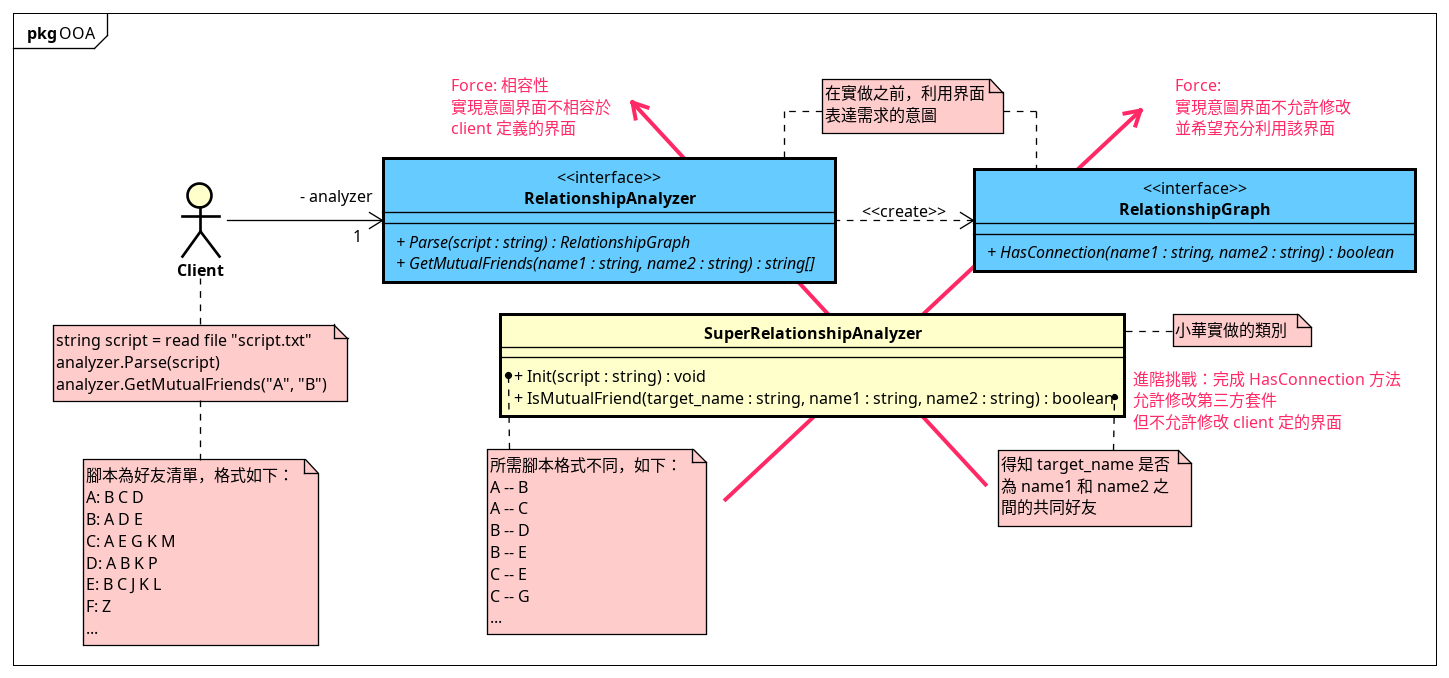 pkg OOA
Force: 相容性
實現意圖界面不相容於
client 定義的界面
在實做之前，利用界面
表達需求的意圖
Force:
實現意圖界面不允許修改
並希望充分利用該界面
<<interface>>
RelationshipAnalyzer
+ Parse(script : string) : RelationshipGraph
+ GetMutualFriends(name1 : string, name2 : string) : string[]
- analyzer
1
<<create>>
<<interface>>
RelationshipGraph
+ HasConnection(name1 : string, name2 : string) : boolean
Client
string script = read file "script.txt"
analyzer.Parse(script)
analyzer.GetMutualFriends("A", "B")
SuperRelationshipAnalyzer
+ Init(script : string) : void
+ IsMutualFriend(target_name : string, name1 : string, name2 : string) : boolean
小華實做的類別
進階挑戰：完成 HasConnection 方法
允許修改第三方套件
但不允許修改 client 定的界面
腳本為好友清單，格式如下：
A: B C D
B: A D E
C: A E G K M
D: A B K P
E: B C J K L
F: Z
...
所需腳本格式不同，如下：
A -- B
A -- C
B -- D
B -- E
C -- E
C -- G
...
得知 target_name 是否
為 name1 和 name2 之
間的共同好友